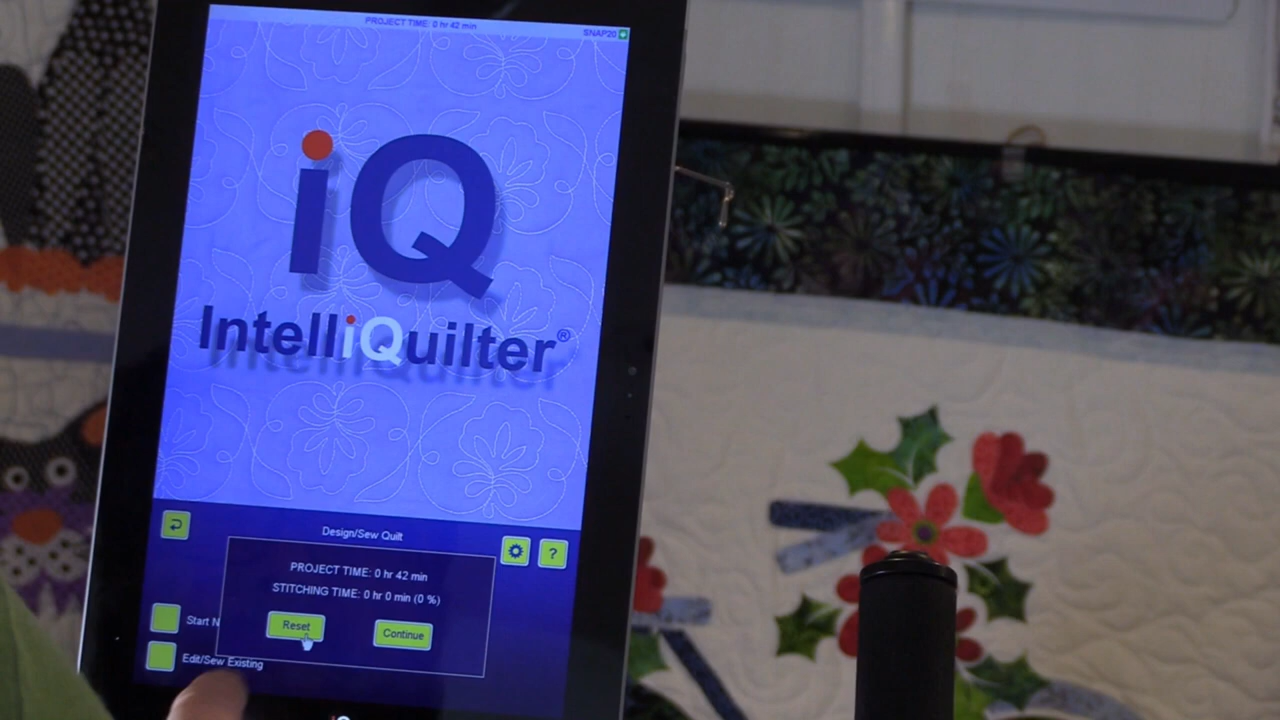 PROJECT TIME: 0 hr 42 min
SNAP20
iQ
IntelliQuilter®
Design/Sew Quilt
?
PROJECT TIME: 0 hr 42 min
STITCHING TIME: 0 hr 0 min (0 %)
Reset
Continue
Start N
Edit/Sew Existing